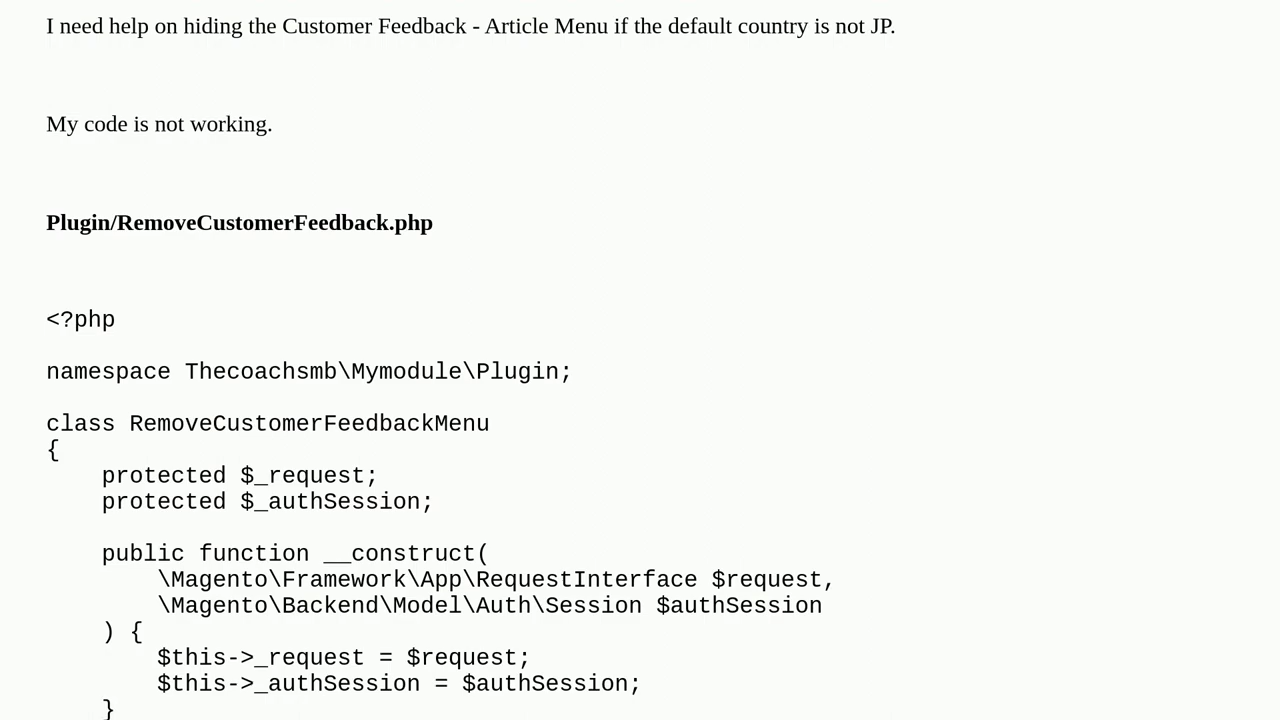 I need help on hiding the Customer Feedback - Article Menu if the default country is not JP.
My code is not working.
Plugin/RemoveCustomerFeedback.php
<?php
namespace Thecoachsmb\Mymodule\Plugin;
class RemoveCustomerFeedbackMenu
{
    protected $_request;
    protected $_authSession;
    public function __construct(
        \Magento\Framework\App\RequestInterface $request,
        \Magento\Backend\Model\Auth\Session $authSession
    ) {
        $this->_request = $request;
        $this->_authSession = $authSession;
    }